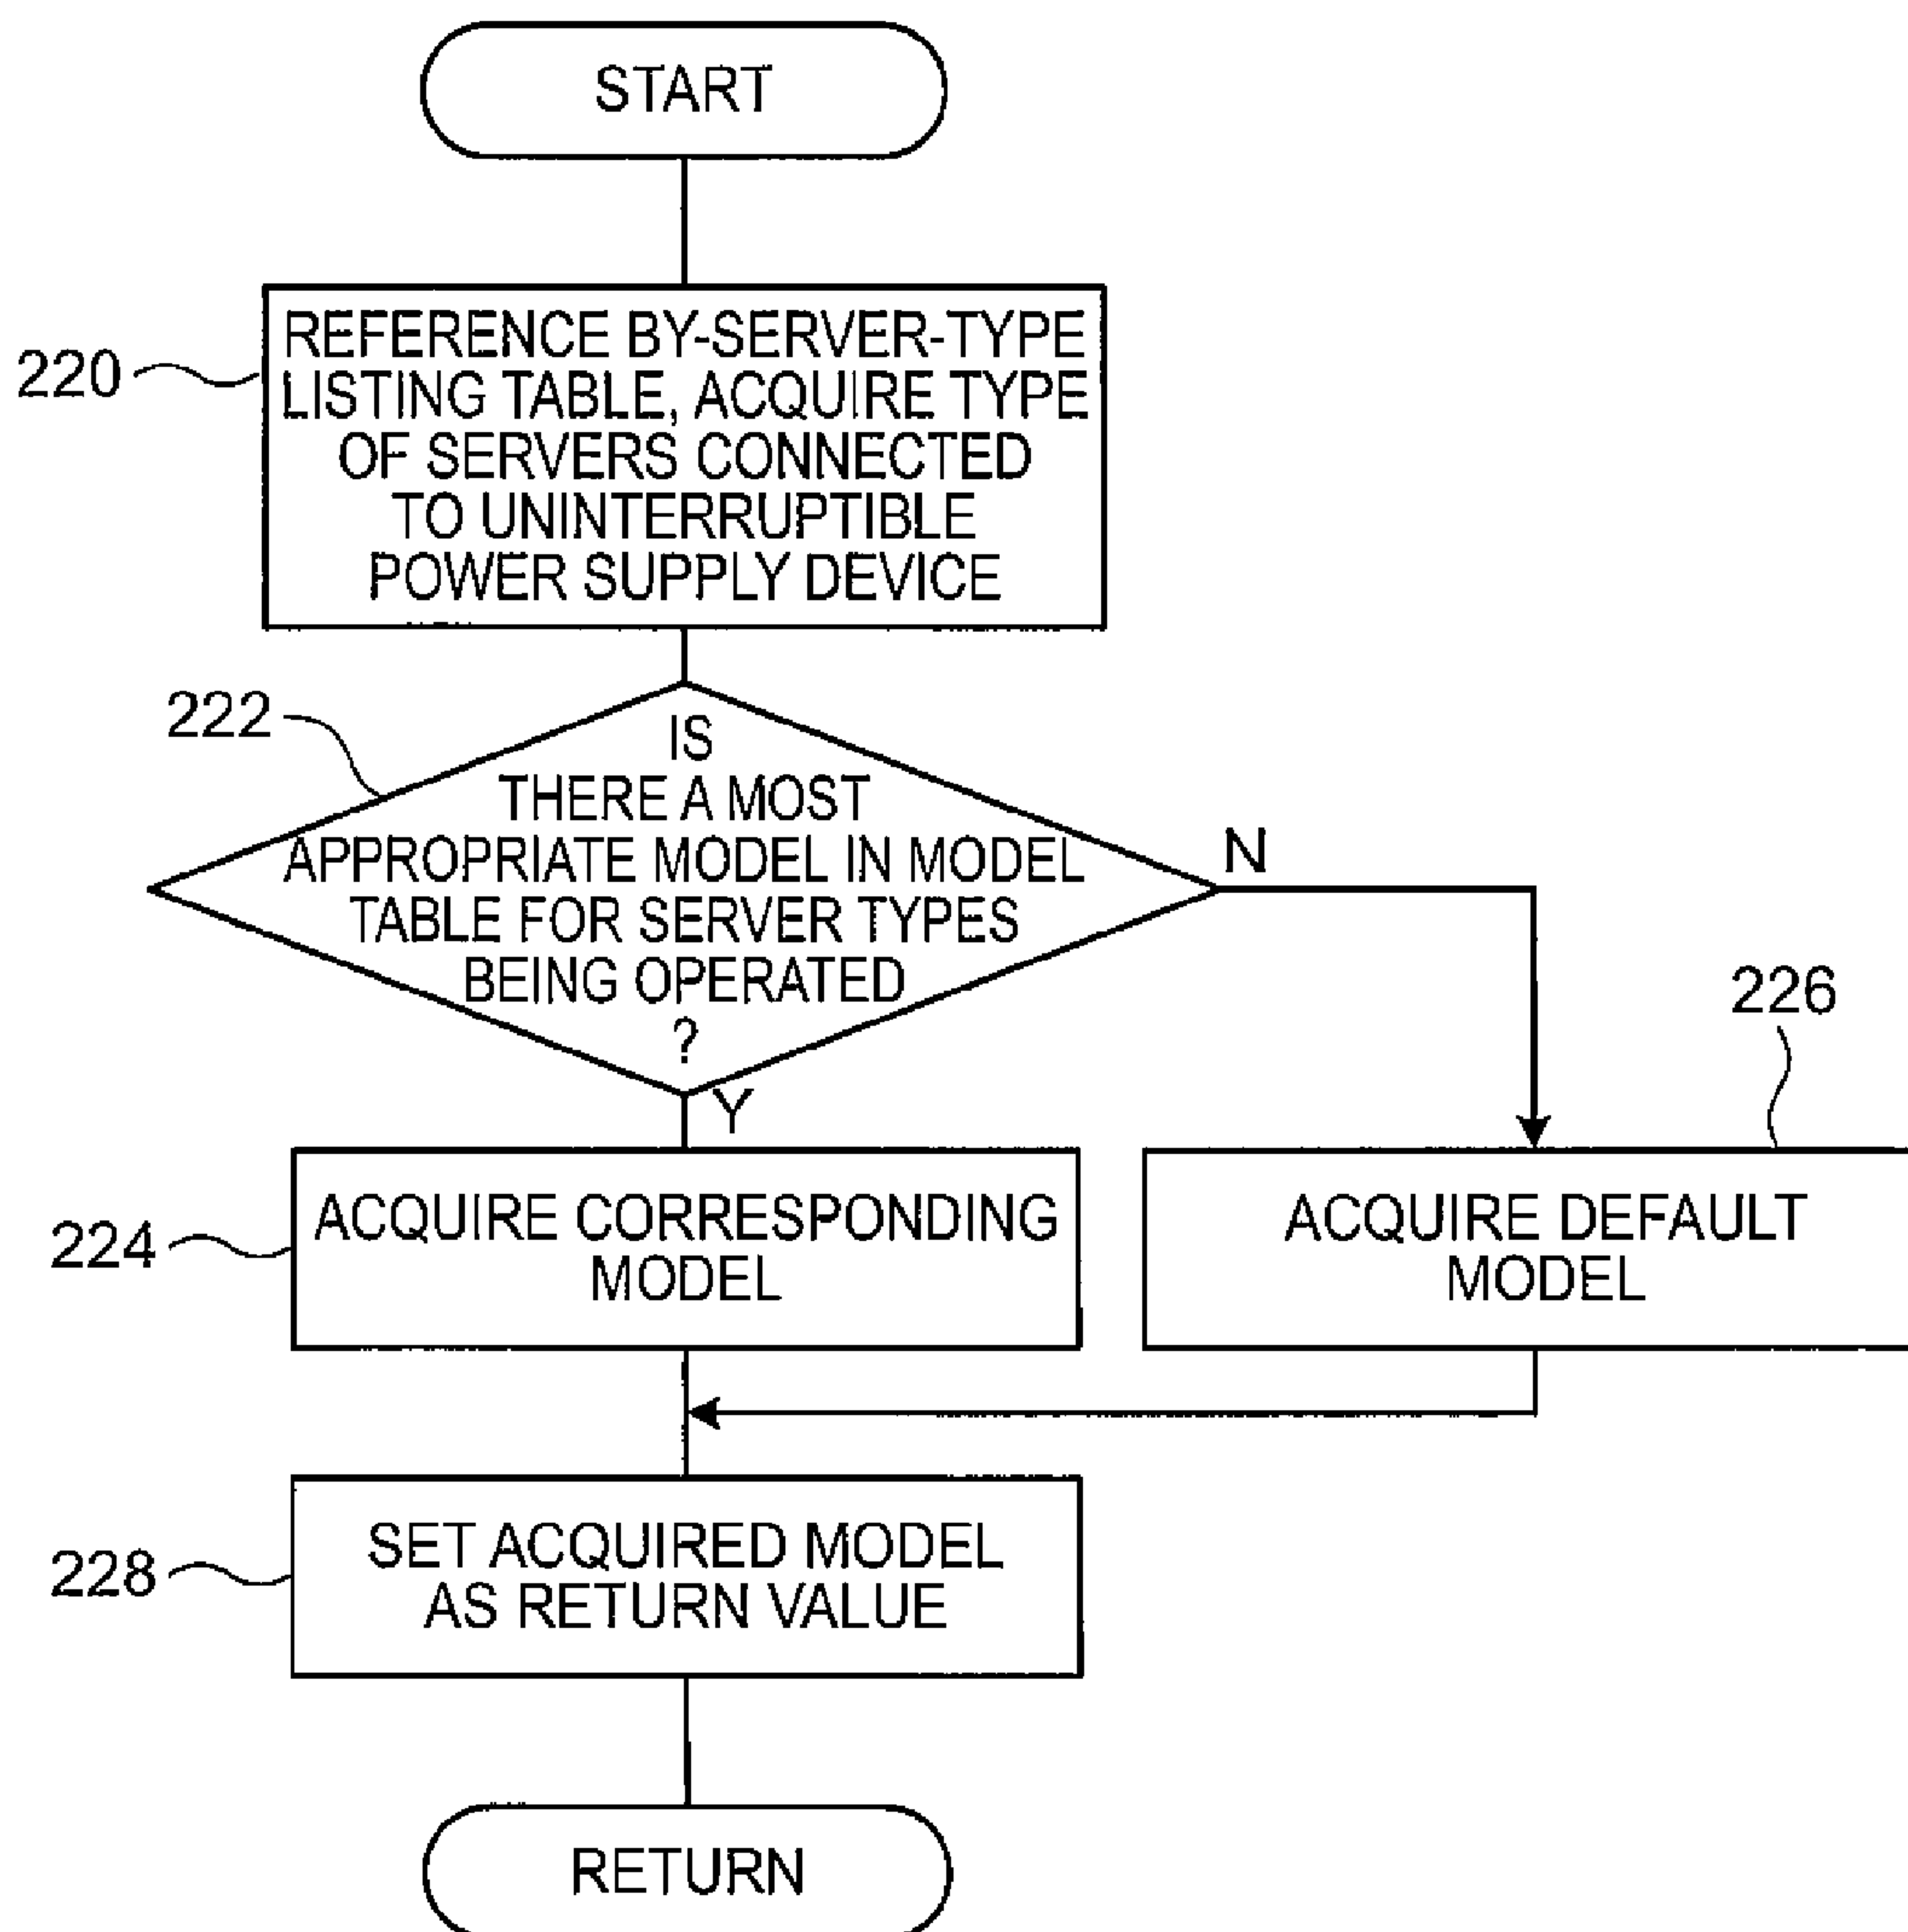 START
220
REFERENCE BY-SERVER-TYPE
LISTING TABLE, ACQUIRE TYPE
OF SERVERS CONNECTED
TO UNINTERRUPTIBLE
POWER SUPPLY DEVICE
222
IS
THERE A MOST
APPROPRIATE MODEL IN MODEL
TABLE FOR SERVER TYPES
BEING OPERATED
?
N
Y
224
ACQUIRE CORRESPONDING
MODEL
226
ACQUIRE DEFAULT
MODEL
228
SET ACQUIRED MODEL
AS RETURN VALUE
RETURN